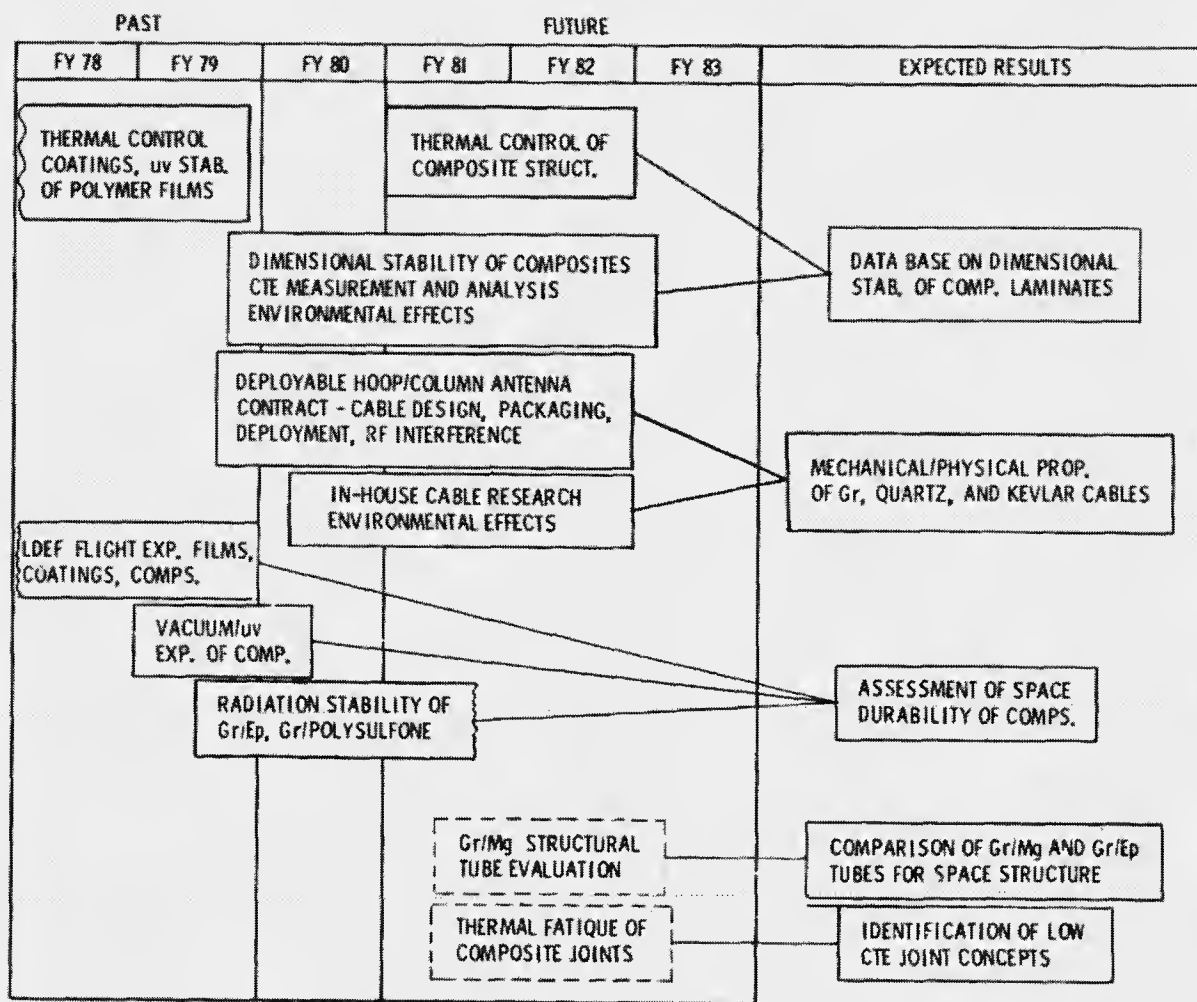 PAST
FUTURE
FY 78
FY 79
FY 80
FY 81
FY 82
FY 83
EXPECTED RESULTS
THERMAL CONTROL
COATINGS, uv STAB.
OF POLYMER FILMS
THERMAL CONTROL OF
COMPOSITE STRUCT.
DIMENSIONAL STABILITY OF COMPOSITES
CTE MEASUREMENT AND ANALYSIS
ENVIRONMENTAL EFFECTS
DATA BASE ON DIMENSIONAL
STAB. OF COMP. LAMINATES
DEPLOYABLE HOOP/COLUMN ANTENNA
CONTRACT - CABLE DESIGN, PACKAGING,
DEPLOYMENT, RF INTERFERENCE
MECHANICAL/PHYSICAL PROP.
OF Gr, QUARTZ, AND KEVLAR CABLES
IN-HOUSE CABLE RESEARCH
ENVIRONMENTAL EFFECTS
LDEF FLIGHT EXP. FILMS,
COATINGS, COMPS.
VACUUM/uv
EXP. OF COMP.
RADIATION STABILITY OF
Gr/Ep, Gr/POLYSULFONE
ASSESSMENT OF SPACE
DURABILITY OF COMPS.
Gr/Mg STRUCTURAL
TUBE EVALUATION
COMPARISON OF Gr/Mg AND Gr/Ep
TUBES FOR SPACE STRUCTURE
THERMAL FATIQUE OF
COMPOSITE JOINTS
IDENTIFICATION OF LOW
CTE JOINT CONCEPTS